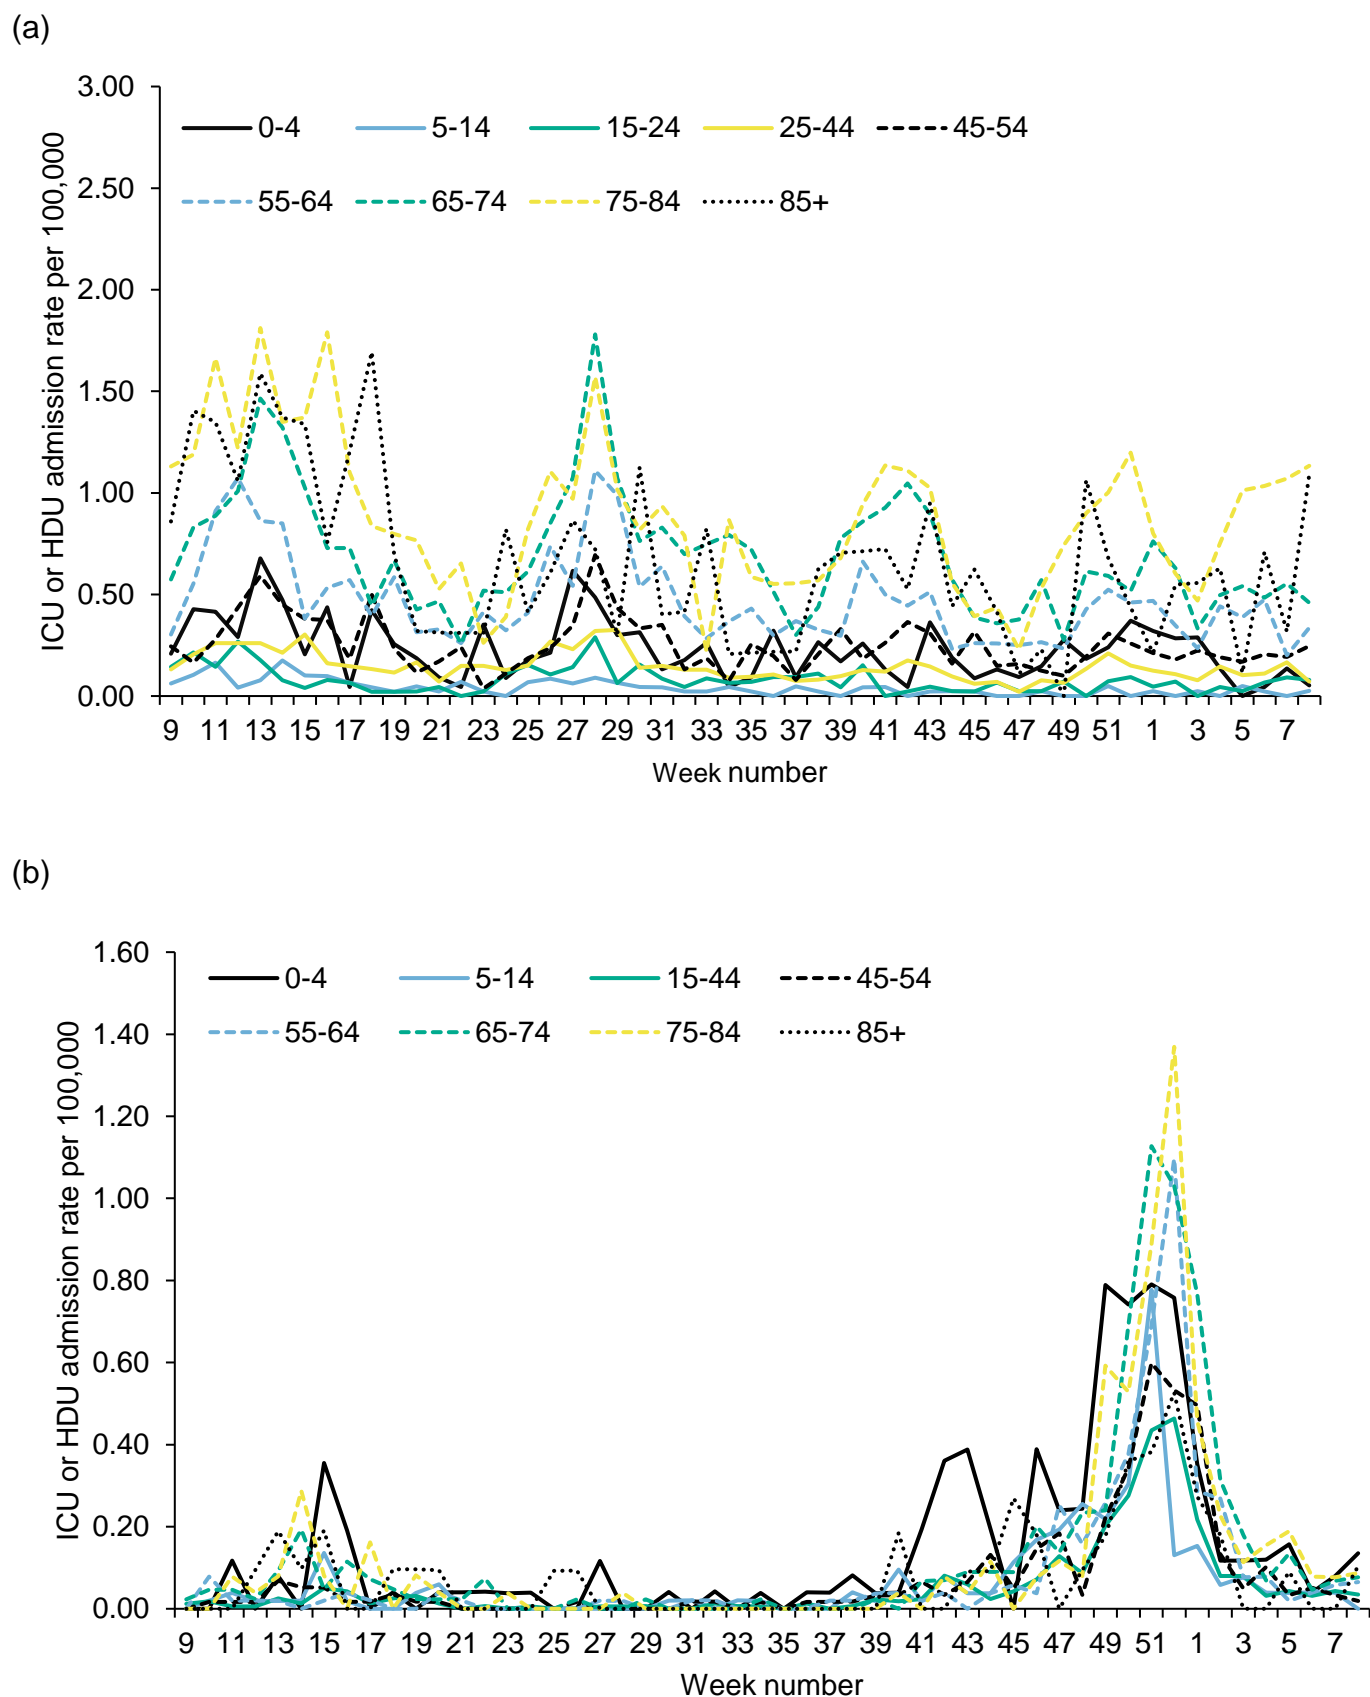 (a)
ICU or HDU admission rate per 100,000
3.00
2.50
2.00
1.50
1.00
0.50
0.00
0-4 5-14 15-24 25-44 45-54
55-64 65-74 75-84 85+
9 11 13 15 17 19 21 23 25 27 29 31 33 35 37 39 41 43 45 47 49 51 1 3 5 7
Week number
(b)
ICU or HDU admission rate per 100,000
1.60
1.40
1.20
1.00
0.80
0.60
0.40
0.20
0.00
0-4 5-14 15-44 45-54
55-64 65-74 75-84 85+
9 11 13 15 17 19 21 23 25 27 29 31 33 35 37 39 41 43 45 47 49 51 1 3 5 7
Week number